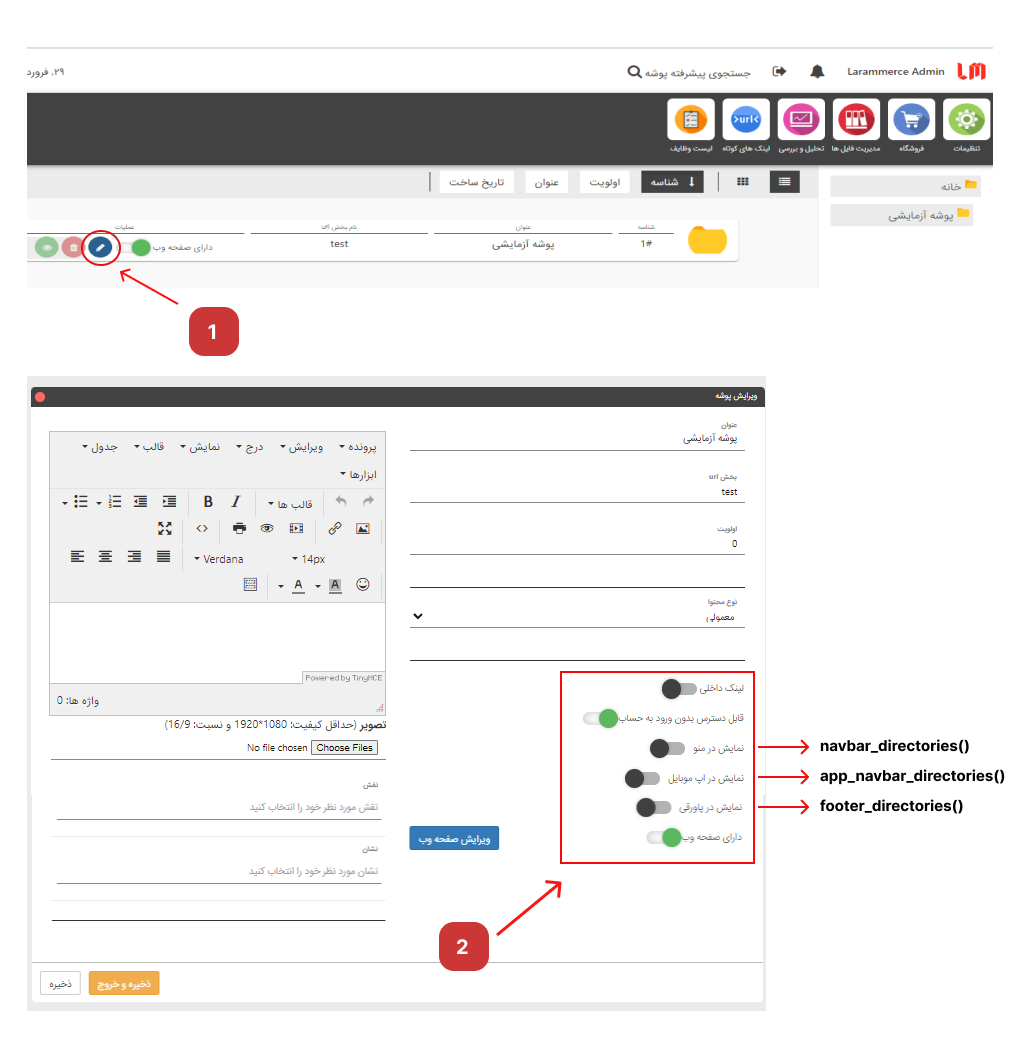 Larammerce Admin
جستجوی پیشرفته پوشه
۲۹, فرورد
تنظیمات
فروشگاه
مدیریت فایل ها
تحلیل و بررسی
لینک های کوتاه
لیست وظایف
خانه
پوشه آزمایشی
شناسه
اولویت
عنوان
تاریخ ساخت
شناسه
عنوان
نام بخش url
عملیات
1#
پوشه آزمایشی
test
دارای صفحه وب
1
ویرایش پوشه
عنوان
پوشه آزمایشی
بخش url
test
اولویت
0
نوع محتوا
معمولی
لینک داخلی
قابل دسترس بدون ورود به حساب
نمایش در منو
navbar_directories()
نمایش در اپ موبایل
app_navbar_directories()
نمایش در پاورقی
footer_directories()
دارای صفحه وب
ویرایش صفحه وب
2
پرونده ویرایش درج نمایش قالب جدول
ابزارها
قالب ها
B I
Verdana 14px
A A
Powered by TinyMCE
واژه ها: 0
تصویر (حداقل کیفیت: 1080*1920 و نسبت: 16/9)
Choose Files No file chosen
نقش
نقش مورد نظر خود را انتخاب کنید
نشان
نشان مورد نظر خود را انتخاب کنید
ذخیره و خروج
ذخیره